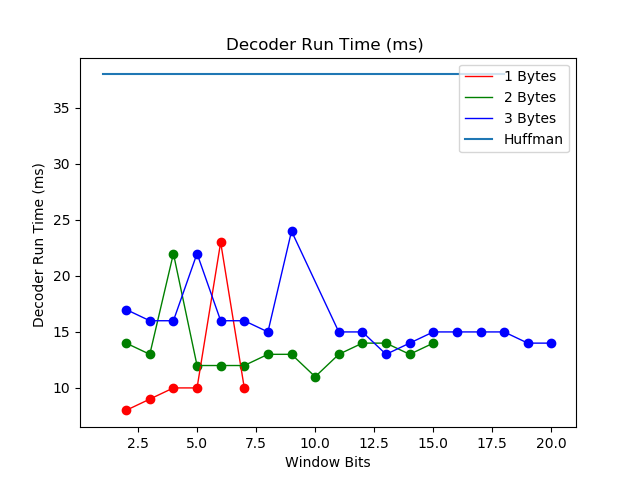 Decoder Run Time (ms)
1 Bytes
2 Bytes
3 Bytes
Huffman
Decoder Run Time (ms)
35
30
25
20
15
10
2.5 5.0 7.5 10.0 12.5 15.0 17.5 20.0
Window Bits